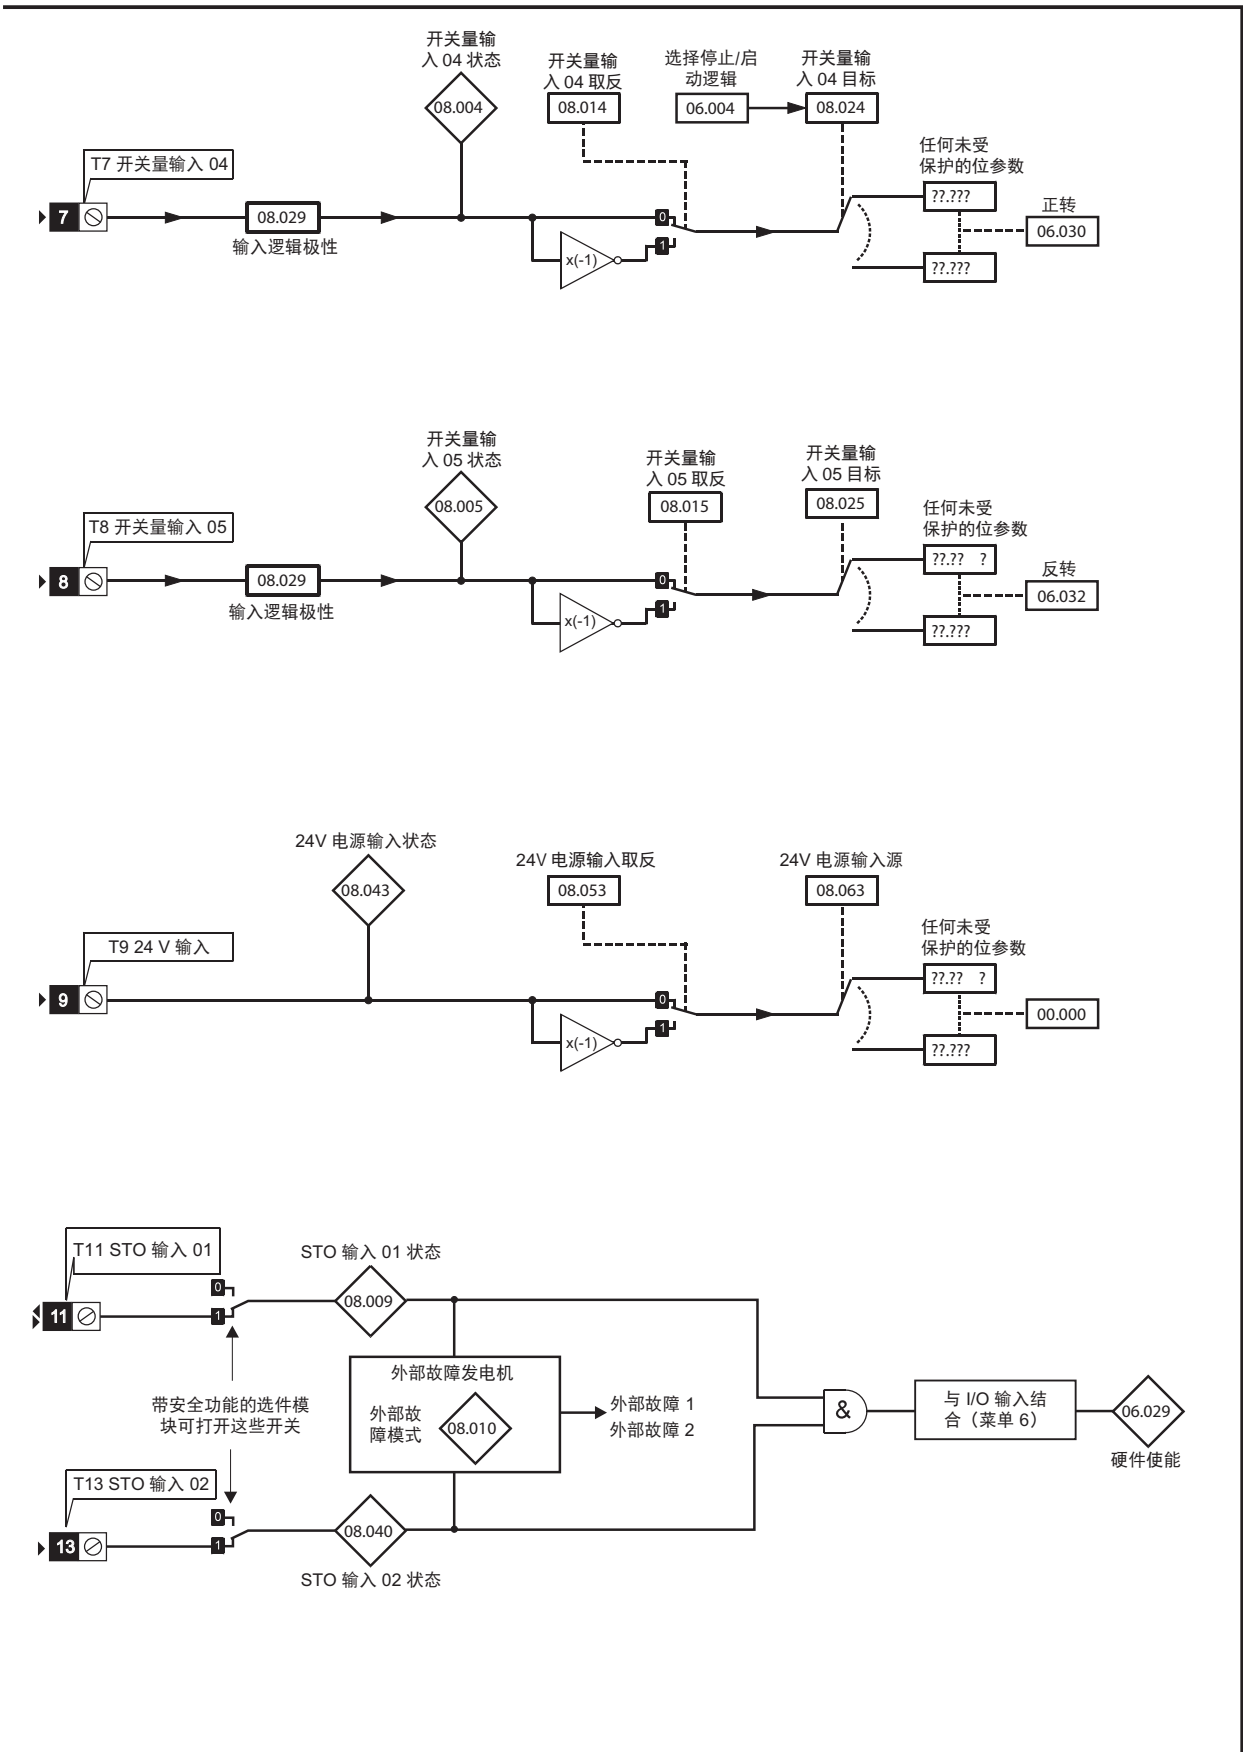 开关量输
入 04 状态
08.004
开关量输
入 04 取反
08.014
选择停止/启
动逻辑
06.004
开关量输
入 04 目标
08.024
T7 开关量输入 04
7
08.029
输入逻辑极性
x(-1)
0
1
任何未受
保护的位参数
??.???
??.???
正转
06.030
开关量输
入 05 状态
08.005
开关量输
入 05 取反
08.015
开关量输
入 05 目标
08.025
T8 开关量输入 05
8
08.029
输入逻辑极性
x(-1)
0
1
任何未受
保护的位参数
??.?? ?
??.???
反转
06.032
24V 电源输入状态
08.043
24V 电源输入取反
08.053
24V 电源输入源
08.063
T9 24 V 输入
9
x(-1)
0
1
任何未受
保护的位参数
??.?? ?
??.???
00.000
T11 STO 输入 01
11
0
1
STO 输入 01 状态
08.009
带安全功能的选件模
块可打开这些开关
外部故障发电机
外部故
障模式
08.010
外部故障 1
外部故障 2
&
与 I/O 输入结
合（菜单 6）
06.029
硬件使能
T13 STO 输入 02
13
0
1
08.040
STO 输入 02 状态